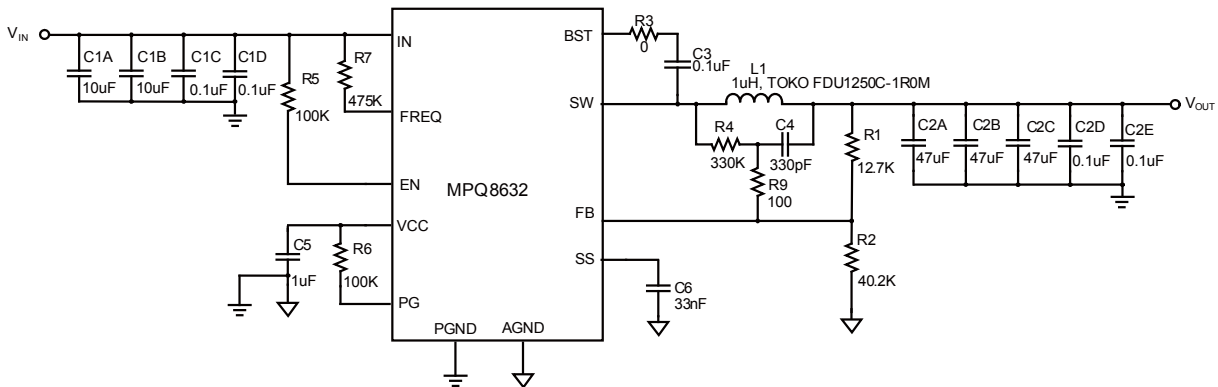 V_IN
C1A
10uF
C1B
10uF
C1C
0.1uF
C1D
0.1uF
R5
100K
R7
475K
C5
1uF
R6
100K
IN
FREQ
EN
VCC
PG
PGND
AGND
MPQ8632
BST
SW
FB
SS
R3
0
C3
0.1uF
L1
1uH, TOKO FDU1250C-1R0M
R4
330K
C4
330pF
R9
100
R1
12.7K
R2
40.2K
C6
33nF
C2A
47uF
C2B
47uF
C2C
47uF
C2D
0.1uF
C2E
0.1uF
V_OUT